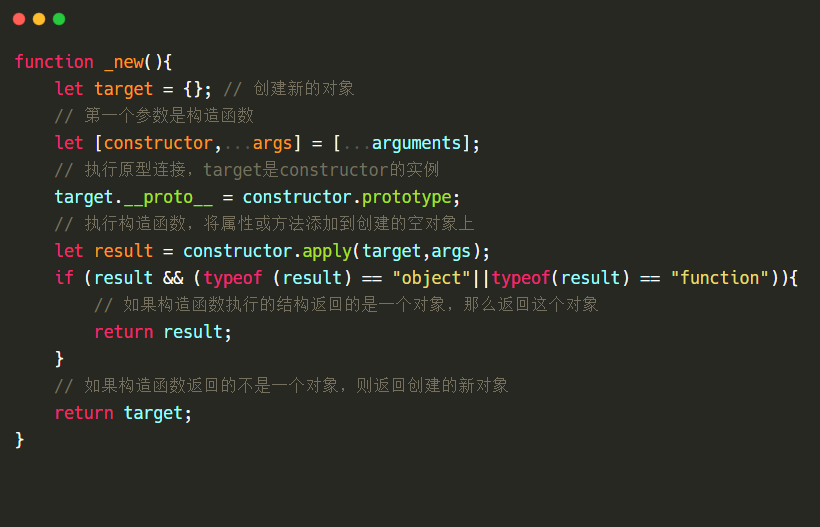 function _new(){
    let target = {}; // 创建新的对象
    // 第一个参数是构造函数
    let [constructor,...args] = [...arguments];
    // 执行原型连接，target是constructor的实例
    target.__proto__ = constructor.prototype;
    // 执行构造函数，将属性或方法添加到创建的空对象上
    let result = constructor.apply(target,args);
    if (result && (typeof (result) == "object"||typeof(result) == "function")){
        // 如果构造函数执行的结构返回的是一个对象，那么返回这个对象
        return result;
    }
    // 如果构造函数返回的不是一个对象，则返回创建的新对象
    return target;
}